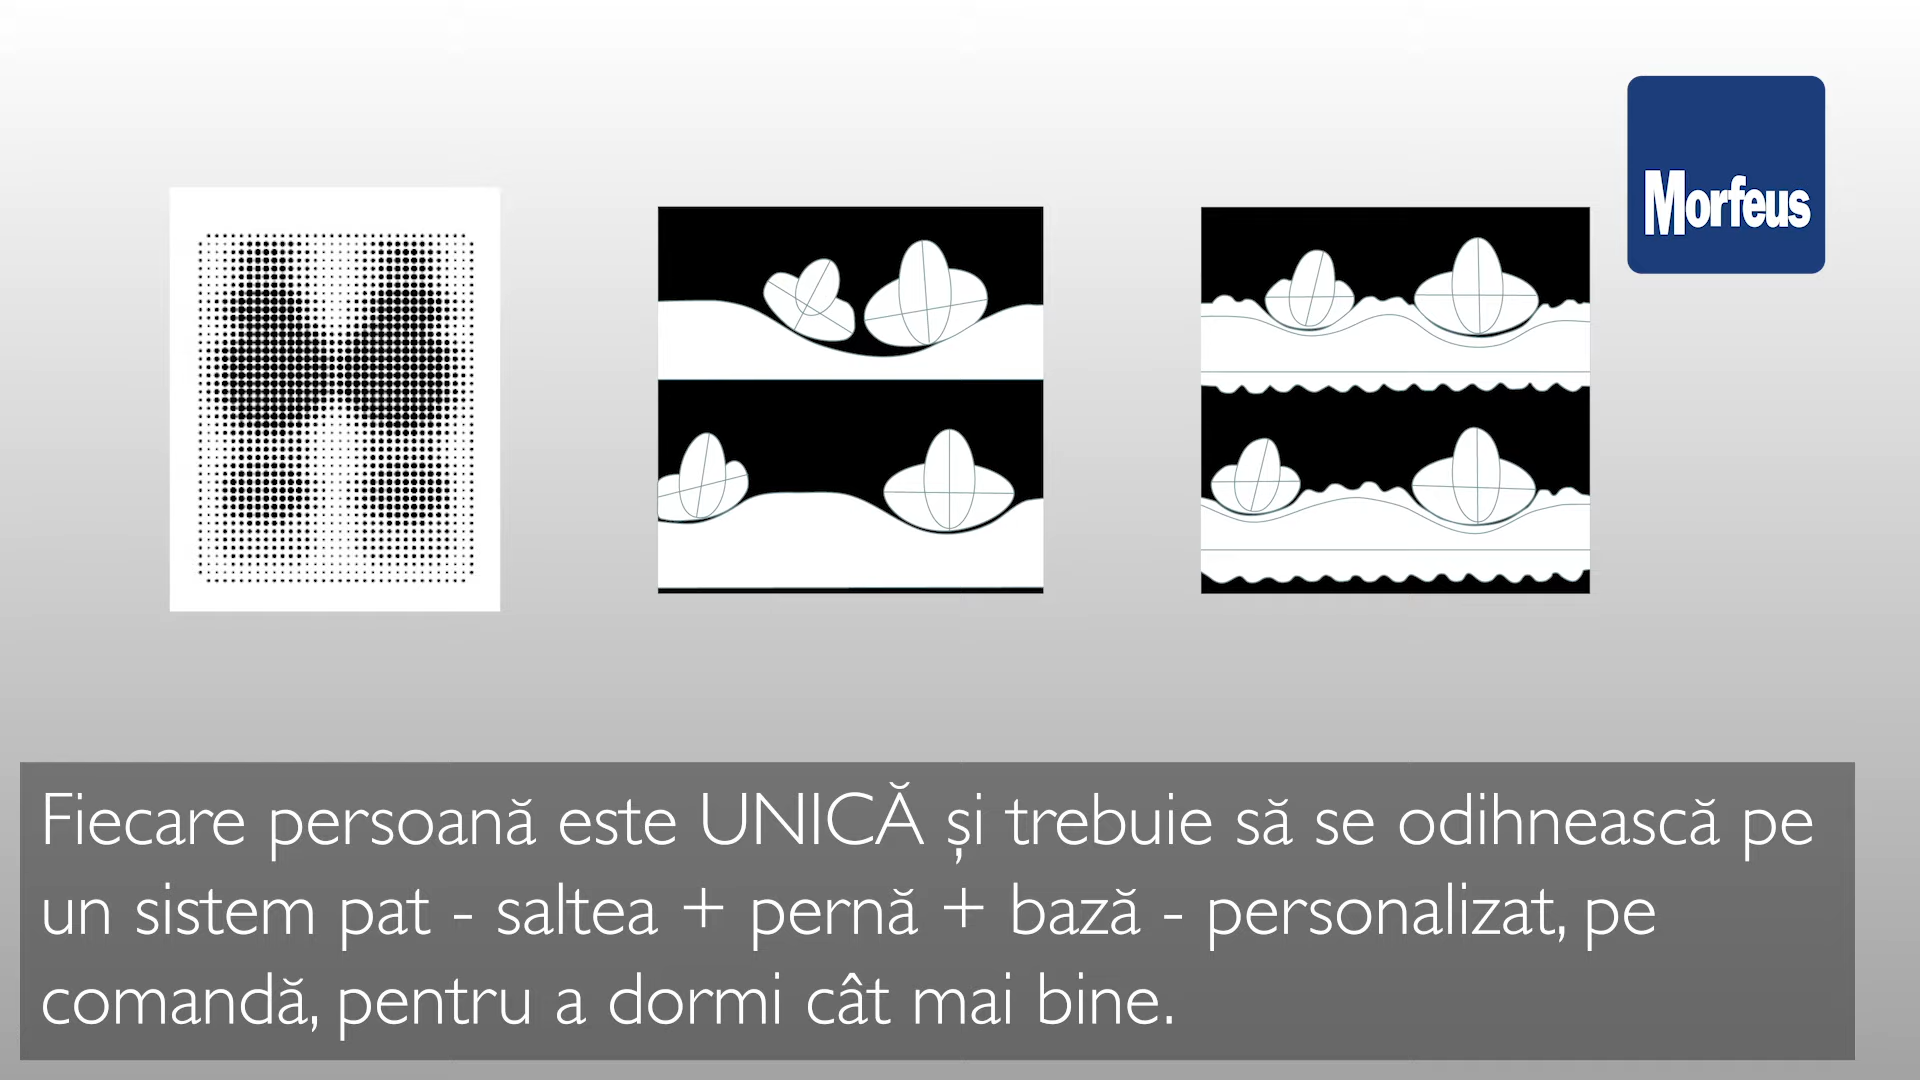 Morfeus
Fiecare persoană este UNICĂ și trebuie să se odihnească pe
un sistem pat - saltea + pernă + bază - personalizat, pe
comandă, pentru a dormi cât mai bine.